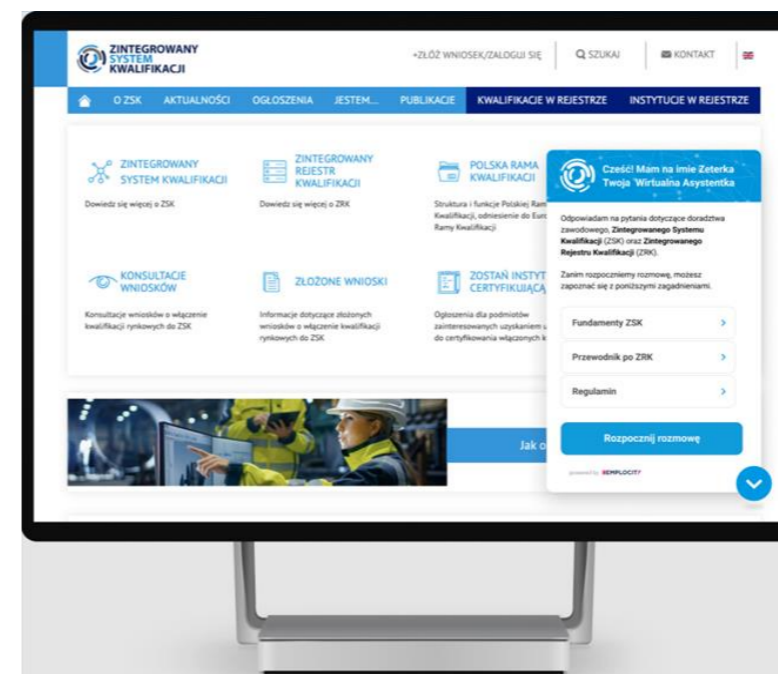 ZINTEGROWANY
SYSTEM
KWALIFIKACJI
+ZŁÓŻ WNIOSEK/ZALOGUJ SIĘ
SZUKAJ
KONTAKT
O ZSK AKTUALNOŚCI OGŁOSZENIA JESTEM... PUBLIKACJE KWALIFIKACJE W REJESTRZE INSTYTUCJE W REJESTRZE
ZINTEGROWANY
SYSTEM KWALIFIKACJI
Dowiedz się więcej o ZSK
ZINTEGROWANY
REJESTR
KWALIFIKACJI
Dowiedz się więcej o ZRK
POLSKA RAMA
KWALIFIKACJI
Struktura i funkcje Polskiej Ram
Kwalifikacji, odniesienie do Euro
Ramy Kwalifikacji
KONSULTACJE
WNIOSKÓW
Konsultacje wniosków o włączenie
kwalifikacji rynkowych do ZSK
ZŁOŻONE WNIOSKI
Informacje dotyczące złożonych
wniosków o włączenie kwalifikacji
rynkowych do ZSK
ZOSTAŃ INSTYT
CERTYFIKUJĄCĄ
Ogłoszenia dla podmiotów
zainteresowanych uzyskaniem u
do certyfikowania włączonych k
Jak o
Cześć! Mam na imie Zeterka
Twoja 'Wirtualna Asystentka
Odpowiadam na pytania dotyczące doradztwa
zawodowego, Zintegrowanego Systemu
Kwalifikacji (ZSK) oraz Zintegrowanego
Rejestru Kwalifikacji (ZRK).
Zanim rozpoczniemy rozmowę, możesz
zapoznać się z poniższymi zagadnieniami.
Fundamenty ZSK
Przewodnik po ZRK
Regulamin
Rozpocznij rozmowę
powered by EMPLOCITY